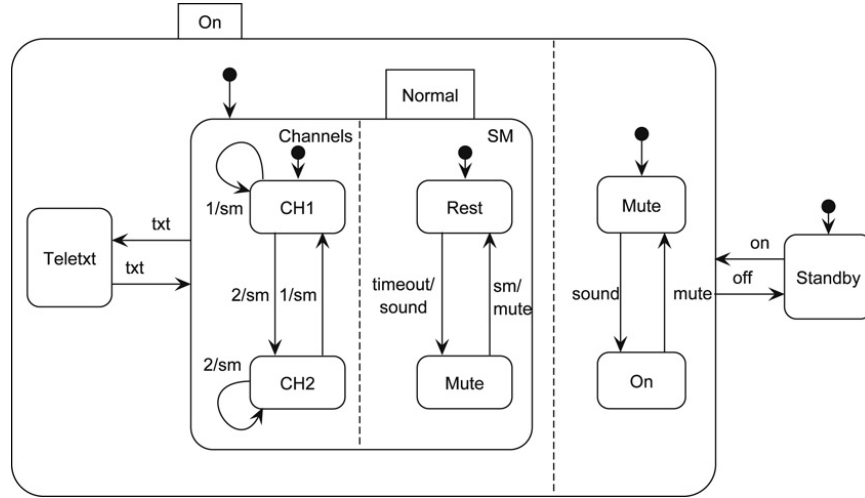 On
Normal
Channels
SM
CH1
1/sm
Rest
Mute
txt
Teletxt
txt
on
Standby
off
timeout/
sound
sm/
mute
2/sm
1/sm
sound
mute
2/sm
CH2
Mute
On